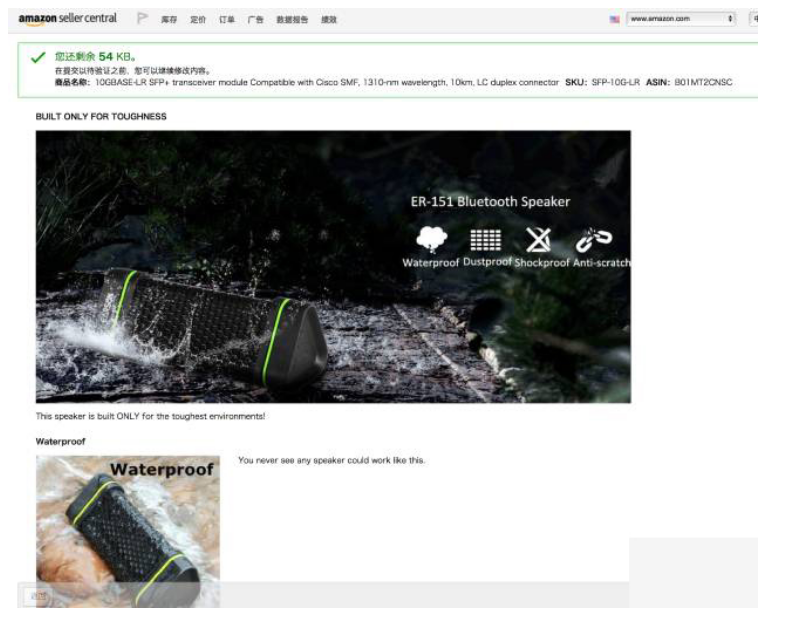 amazon seller central 库存 定价 订单 广告 数据报告 绩效 www.amazon.com
您还剩余 54 KB。
在提交以待验证之前，您可以继续修改内容。
商品名称： 10GBASE-LR SFP+ transceiver module Compatible with Cisco SMF, 1310-nm wavelength, 10km, LC duplex connector SKU: SFP-10G-LR ASIN: B01MT2CNSC
BUILT ONLY FOR TOUGHNESS
ER-151 Bluetooth Speaker
Waterproof Dustproof Shockproof Anti-scratch
This speaker is built ONLY for the toughest environments!
Waterproof
Waterproof
You never see any speaker could work like this.